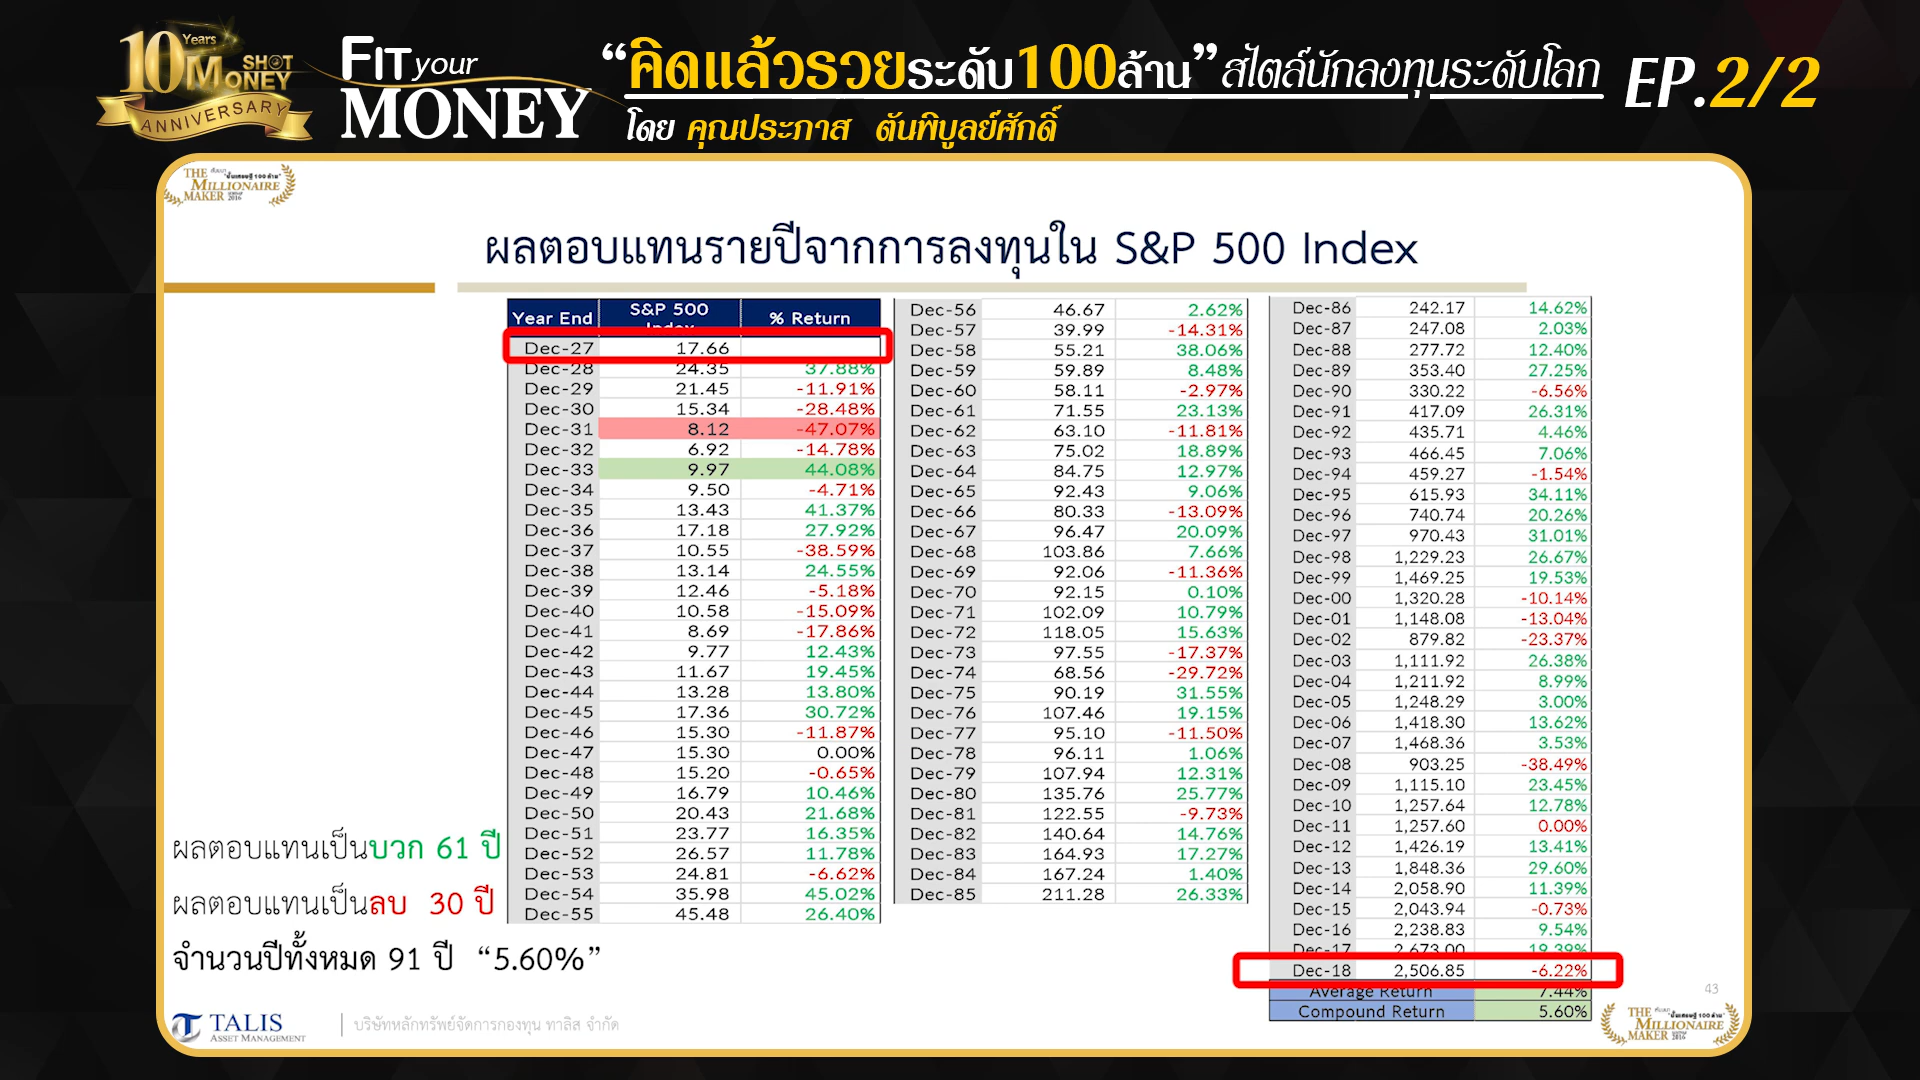 10 Years
MONEY SHOT
ANNIVERSARY
FIT your
MONEY
“คิดแล้วรวยระดับ100ล้าน” สไตล์นักลงทุนระดับโลก EP.2/2
โดย คุณประภาส ตันพิบูลย์ศักดิ์
THE สัมมนา "ปั้นเศรษฐี 100 ล้าน"
MILLIONAIRE
MAKER 2016
ผลตอบแทนรายปีจากการลงทุนใน S&P 500 Index
Year End S&P 500 Index % Return
Dec-27 17.66
Dec-28 24.35 37.88%
Dec-29 21.45 -11.91%
Dec-30 15.34 -28.48%
Dec-31 8.12 -47.07%
Dec-32 6.92 -14.78%
Dec-33 9.97 44.08%
Dec-34 9.50 -4.71%
Dec-35 13.43 41.37%
Dec-36 17.18 27.92%
Dec-37 10.55 -38.59%
Dec-38 13.14 24.55%
Dec-39 12.46 -5.18%
Dec-40 10.58 -15.09%
Dec-41 8.69 -17.86%
Dec-42 9.77 12.43%
Dec-43 11.67 19.45%
Dec-44 13.28 13.80%
Dec-45 17.36 30.72%
Dec-46 15.30 -11.87%
Dec-47 15.30 0.00%
Dec-48 15.20 -0.65%
Dec-49 16.79 10.46%
Dec-50 20.43 21.68%
Dec-51 23.77 16.35%
Dec-52 26.57 11.78%
Dec-53 24.81 -6.62%
Dec-54 35.98 45.02%
Dec-55 45.48 26.40%
Dec-56 46.67 2.62%
Dec-57 39.99 -14.31%
Dec-58 55.21 38.06%
Dec-59 59.89 8.48%
Dec-60 58.11 -2.97%
Dec-61 71.55 23.13%
Dec-62 63.10 -11.81%
Dec-63 75.02 18.89%
Dec-64 84.75 12.97%
Dec-65 92.43 9.06%
Dec-66 80.33 -13.09%
Dec-67 96.47 20.09%
Dec-68 103.86 7.66%
Dec-69 92.06 -11.36%
Dec-70 92.15 0.10%
Dec-71 102.09 10.79%
Dec-72 118.05 15.63%
Dec-73 97.55 -17.37%
Dec-74 68.56 -29.72%
Dec-75 90.19 31.55%
Dec-76 107.46 19.15%
Dec-77 95.10 -11.50%
Dec-78 96.11 1.06%
Dec-79 107.94 12.31%
Dec-80 135.76 25.77%
Dec-81 122.55 -9.73%
Dec-82 140.64 14.76%
Dec-83 164.93 17.27%
Dec-84 167.24 1.40%
Dec-85 211.28 26.33%
Dec-86 242.17 14.62%
Dec-87 247.08 2.03%
Dec-88 277.72 12.40%
Dec-89 353.40 27.25%
Dec-90 330.22 -6.56%
Dec-91 417.09 26.31%
Dec-92 435.71 4.46%
Dec-93 466.45 7.06%
Dec-94 459.27 -1.54%
Dec-95 615.93 34.11%
Dec-96 740.74 20.26%
Dec-97 970.43 31.01%
Dec-98 1,229.23 26.67%
Dec-99 1,469.25 19.53%
Dec-00 1,320.28 -10.14%
Dec-01 1,148.08 -13.04%
Dec-02 879.82 -23.37%
Dec-03 1,111.92 26.38%
Dec-04 1,211.92 8.99%
Dec-05 1,248.29 3.00%
Dec-06 1,418.30 13.62%
Dec-07 1,468.36 3.53%
Dec-08 903.25 -38.49%
Dec-09 1,115.10 23.45%
Dec-10 1,257.64 12.78%
Dec-11 1,257.60 0.00%
Dec-12 1,426.19 13.41%
Dec-13 1,848.36 29.60%
Dec-14 2,058.90 11.39%
Dec-15 2,043.94 -0.73%
Dec-16 2,238.83 9.54%
Dec-17 2,673.00 19.39%
Dec-18 2,506.85 -6.22%
Average Return 7.44%
Compound Return 5.60%
ผลตอบแทนเป็นบวก 61 ปี
ผลตอบแทนเป็นลบ 30 ปี
จำนวนปีทั้งหมด 91 ปี “5.60%”
TALIS
ASSET MANAGEMENT
บริษัทหลักทรัพย์จัดการกองทุน ทาลิส จำกัด
43
THE สัมมนา "ปั้นเศรษฐี 100 ล้าน"
MILLIONAIRE
MAKER 2016